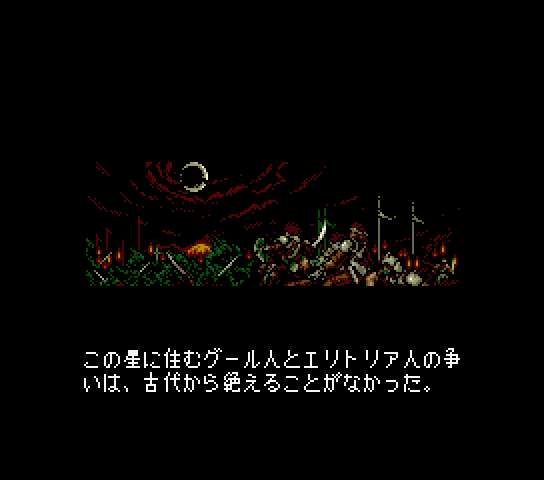 この星に住むグール人とエリトリア人の争
いは、古代から絶えることがなかった。